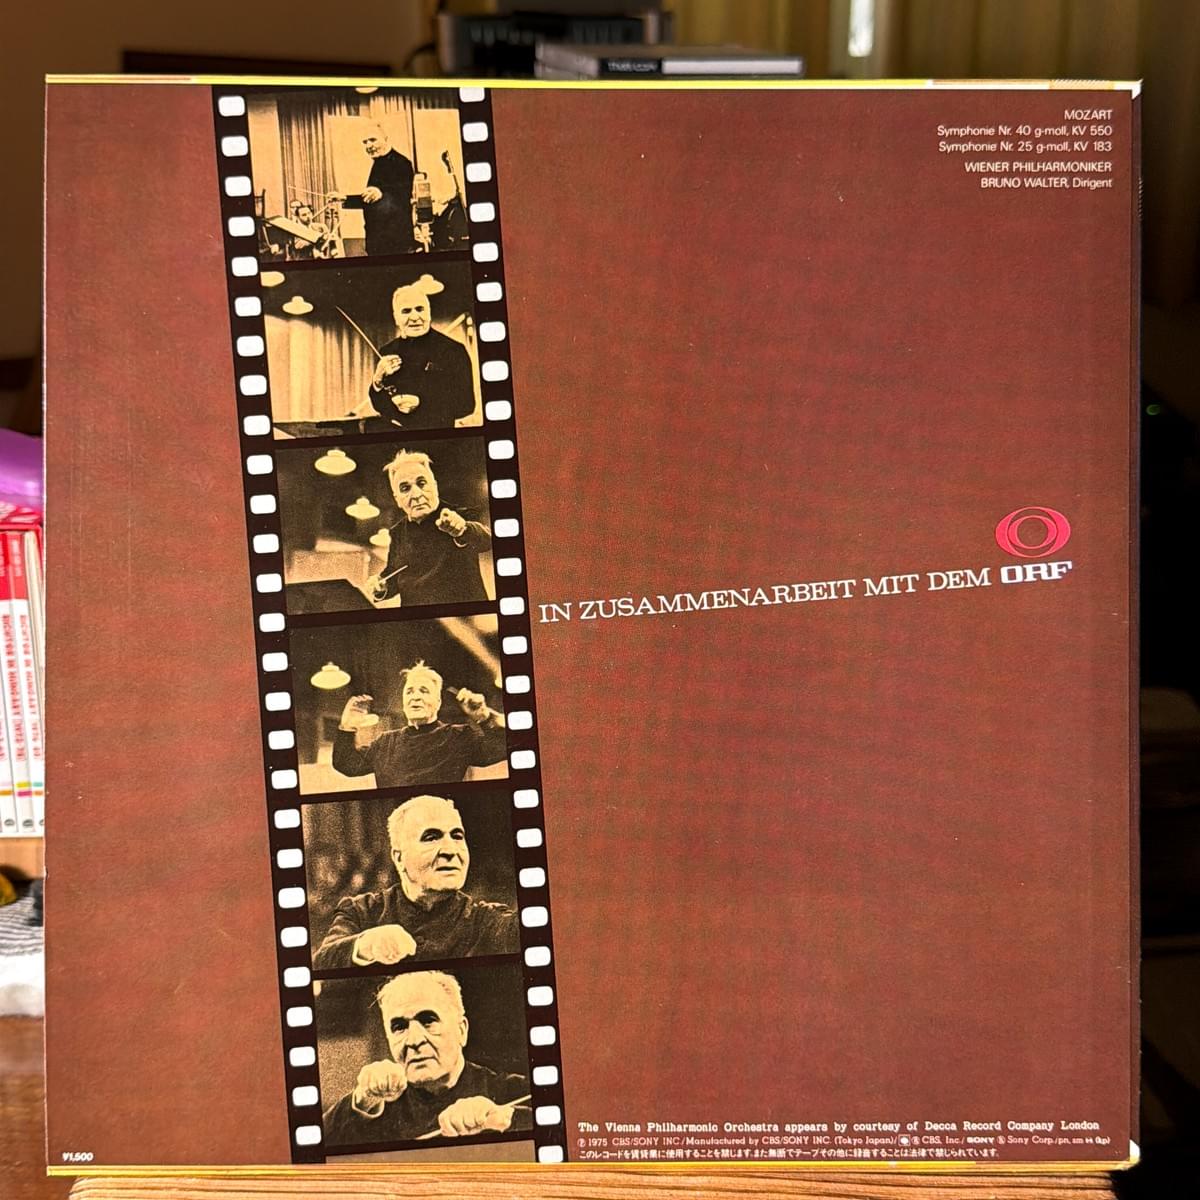 MOZART
Symphonie Nr. 40 g-moll, KV 550
Symphonie Nr. 25 g-moll, KV 183
WIENER PHILHARMONIKER
BRUNO WALTER, Dirigent
IN ZUSAMMENARBEIT MIT DEM ORF
The Vienna Philharmonic Orchestra appears by courtesy of Decca Record Company London
Ⓟ 1975 CBS/SONY INC./Manufactured by CBS/SONY INC. (Tokyo Japan)/ ® CBS, Inc./ SONY ® Sony Corp./
このレコードを賃貸業に使用することを禁じます。また無断でテープその他に録音することは法律で禁じられています。
¥1,500